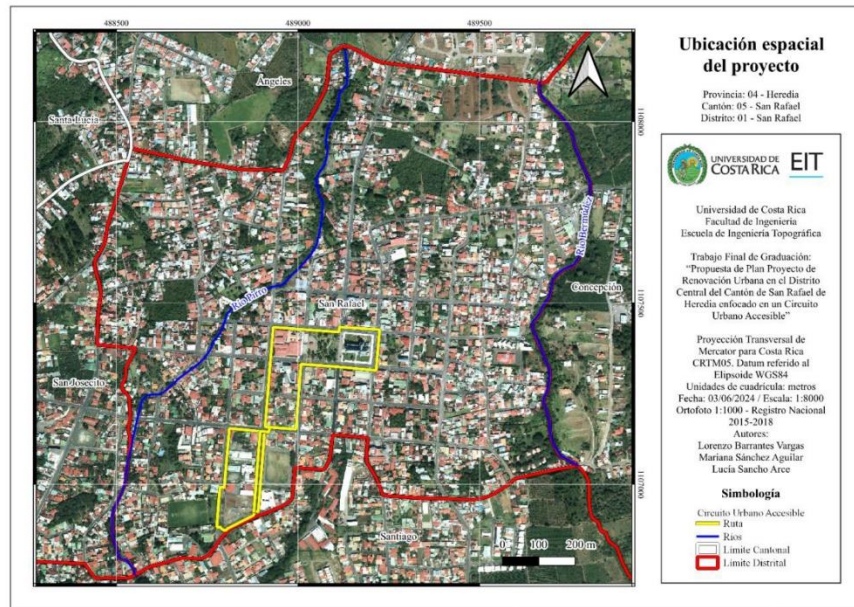 488500
489000
489500
1108000
1107500
1107000
Ángeles
Santa Lucía
Río Bermúdez
Río Pirro
San Rafael
Concepción
San Josecito
Santiago
0 100 200 m
Ubicación espacial
del proyecto
Provincia: 04 - Heredia
Cantón: 05 - San Rafael
Distrito: 01 - San Rafael
UNIVERSIDAD DE
COSTA RICA
EIT
Universidad de Costa Rica
Facultad de Ingeniería
Escuela de Ingeniería Topográfica
Trabajo Final de Graduación:
“Propuesta de Plan Proyecto de
Renovación Urbana en el Distrito
Central del Cantón de San Rafael de
Heredia enfocado en un Circuito
Urbano Accesible”
Proyección Transversal de
Mercator para Costa Rica
CRTM05. Datum referido al
Elipsoide WGS84
Unidades de cuadrícula: metros
Fecha: 03/06/2024 / Escala: 1:8000
Ortofoto 1:1000 - Registro Nacional
2015-2018
Autores:
Lorenzo Barrantes Vargas
Mariana Sánchez Aguilar
Lucía Sancho Arce
Simbología
Circuito Urbano Accesible
Ruta
Ríos
Límite Cantonal
Límite Distrital